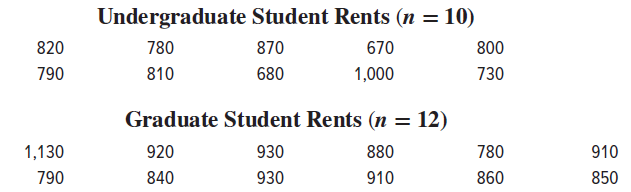 Undergraduate Student Rents (n = 10)
820 780 870 670 800
790 810 680 1,000 730
Graduate Student Rents (n = 12)
1,130 920 930 880 780 910
790 840 930 910 860 850